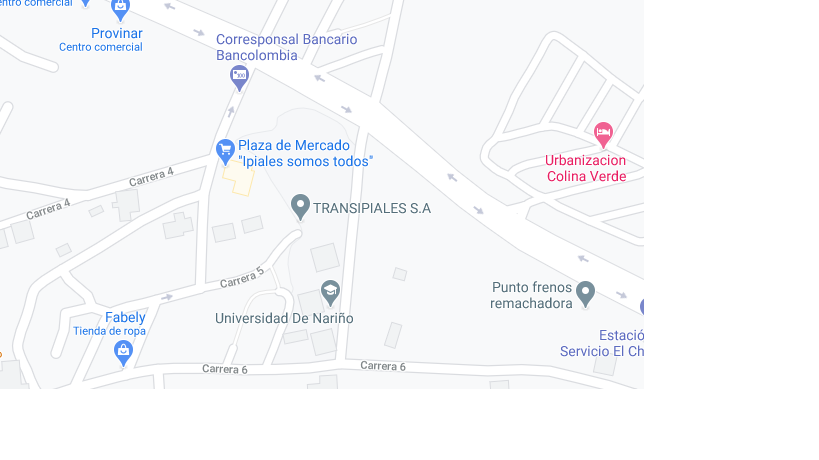 entro comercial
Provinar
Centro comercial
Corresponsal Bancario
Bancolombia
Plaza de Mercado
"Ipiales somos todos"
Urbanizacion
Colina Verde
Carrera 4
Carrera 4
TRANSIPIALES S.A
Carrera 5
Punto frenos
remachadora
Universidad De Nariño
Fabely
Tienda de ropa
Estació
Servicio El Ch
Carrera 6
Carrera 6